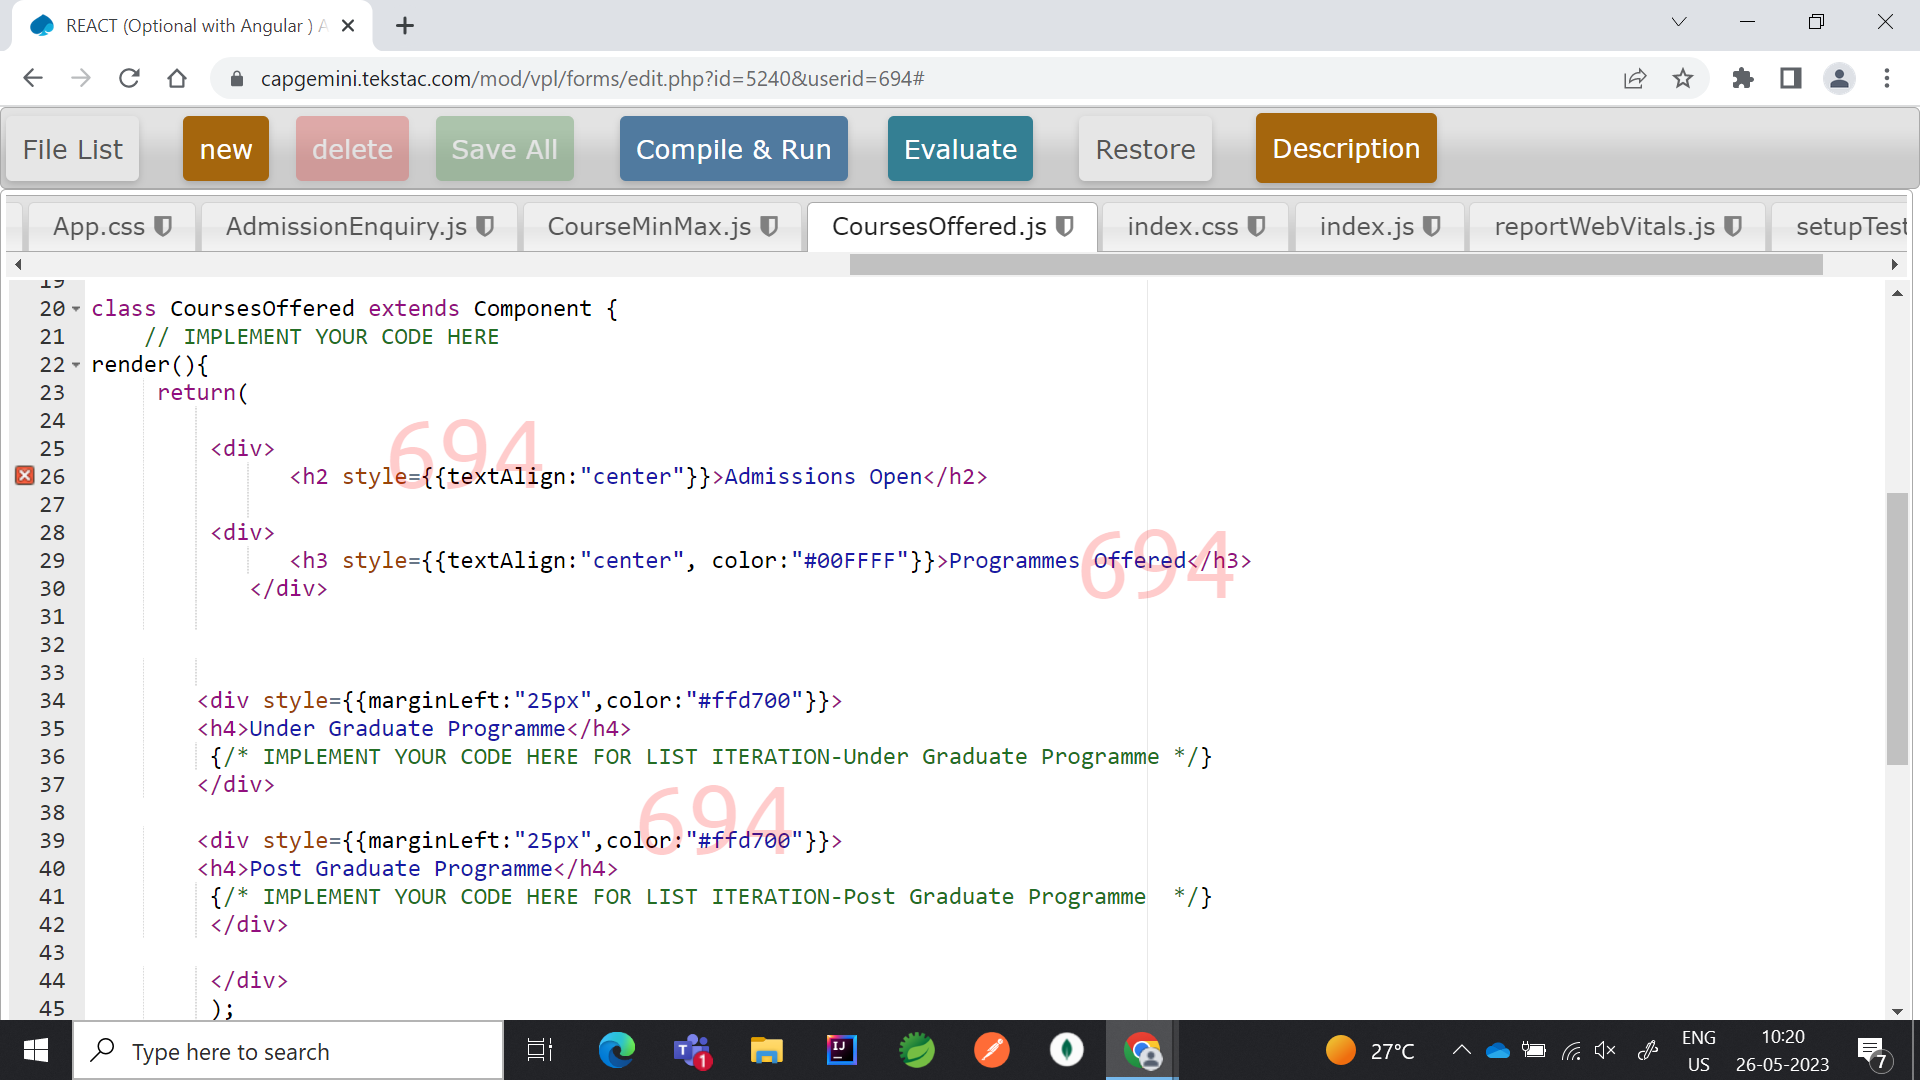 REACT (Optional with Angular ) A
capgemini.tekstac.com/mod/vpl/forms/edit.php?id=5240&userid=694#
File List new delete Save All Compile & Run Evaluate Restore Description
App.css AdmissionEnquiry.js CourseMinMax.js CoursesOffered.js index.css index.js reportWebVitals.js setupTest
19
20 class CoursesOffered extends Component {
21 // IMPLEMENT YOUR CODE HERE
22 render(){
23 return(
24
25 <div>
26 <h2 style={{textAlign:"center"}}>Admissions Open</h2>
27
28 <div>
29 <h3 style={{textAlign:"center", color:"#00FFFF"}}>Programmes Offered</h3>
30 </div>
31
32
33
34 <div style={{marginLeft:"25px",color:"#ffd700"}}>
35 <h4>Under Graduate Programme</h4>
36 {/* IMPLEMENT YOUR CODE HERE FOR LIST ITERATION-Under Graduate Programme */}
37 </div>
38
39 <div style={{marginLeft:"25px",color:"#ffd700"}}>
40 <h4>Post Graduate Programme</h4>
41 {/* IMPLEMENT YOUR CODE HERE FOR LIST ITERATION-Post Graduate Programme  */}
42 </div>
43
44 </div>
45 );
694
694
694
Type here to search
T 1
IJ
27°C
ENG
US
10:20
26-05-2023
7